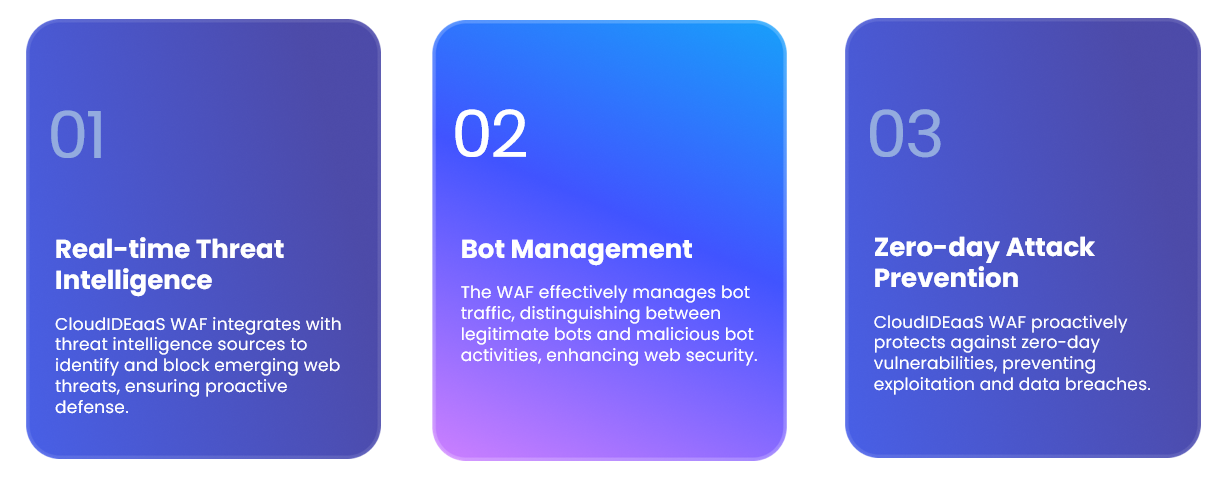 01
Real-time Threat
Intelligence
CloudIDEaaS WAF integrates with
threat intelligence sources to
identify and block emerging web
threats, ensuring proactive
defense.
02
Bot Management
The WAF effectively manages bot
traffic, distinguishing between
legitimate bots and malicious bot
activities, enhancing web security.
03
Zero-day Attack
Prevention
CloudIDEaaS WAF proactively
protects against zero-day
vulnerabilities, preventing
exploitation and data breaches.